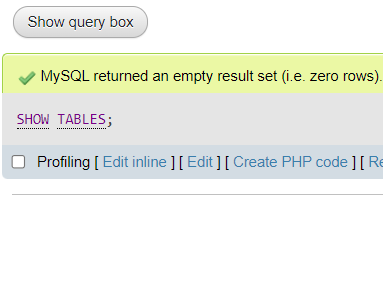 Show query box
MySQL returned an empty result set (i.e. zero rows).
SHOW TABLES;
Profiling [ Edit inline ] [ Edit ] [ Create PHP code ] [ Re